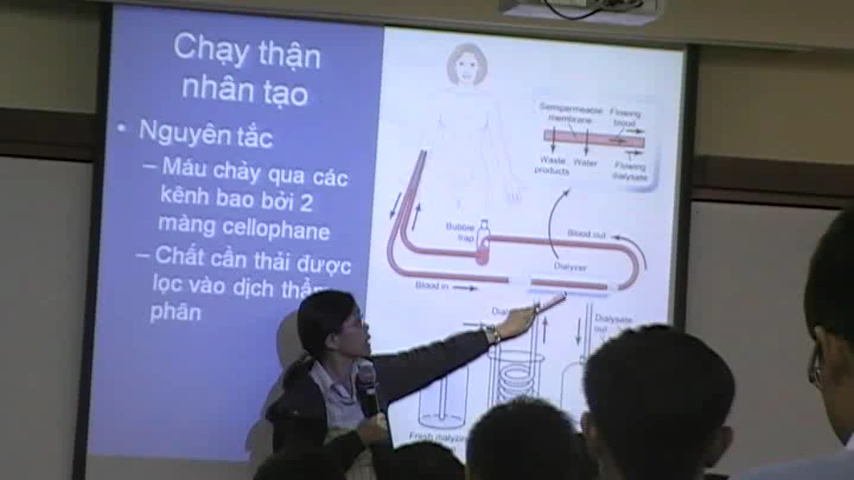 Chạy thận
nhân tạo
• Nguyên tắc
– Máu chảy qua các
kênh bao bởi 2
màng cellophane
– Chất cần thải được
lọc vào dịch thẩm
phân
Semipermeable
membrane
Flowing
blood
Waste
products
Water
Flowing
dialysate
Bubble
trap
Blood out
Dialyzer
Blood in
Dialysate
out
Fresh